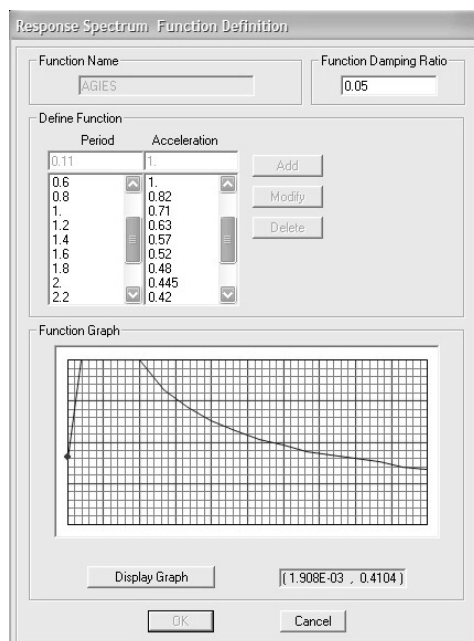 Response Spectrum Function Definition
Function Name
Function Damping Ratio
AGIES
0.05
Define Function
Period Acceleration
0.11 1.
Add
0.6 1.
0.8 0.82
Modify
1. 0.71
1.2 0.63
Delete
1.4 0.57
1.6 0.52
1.8 0.48
2. 0.445
2.2 0.42
Function Graph
Display Graph
( 1.908E-03 , 0.4104 )
OK
Cancel